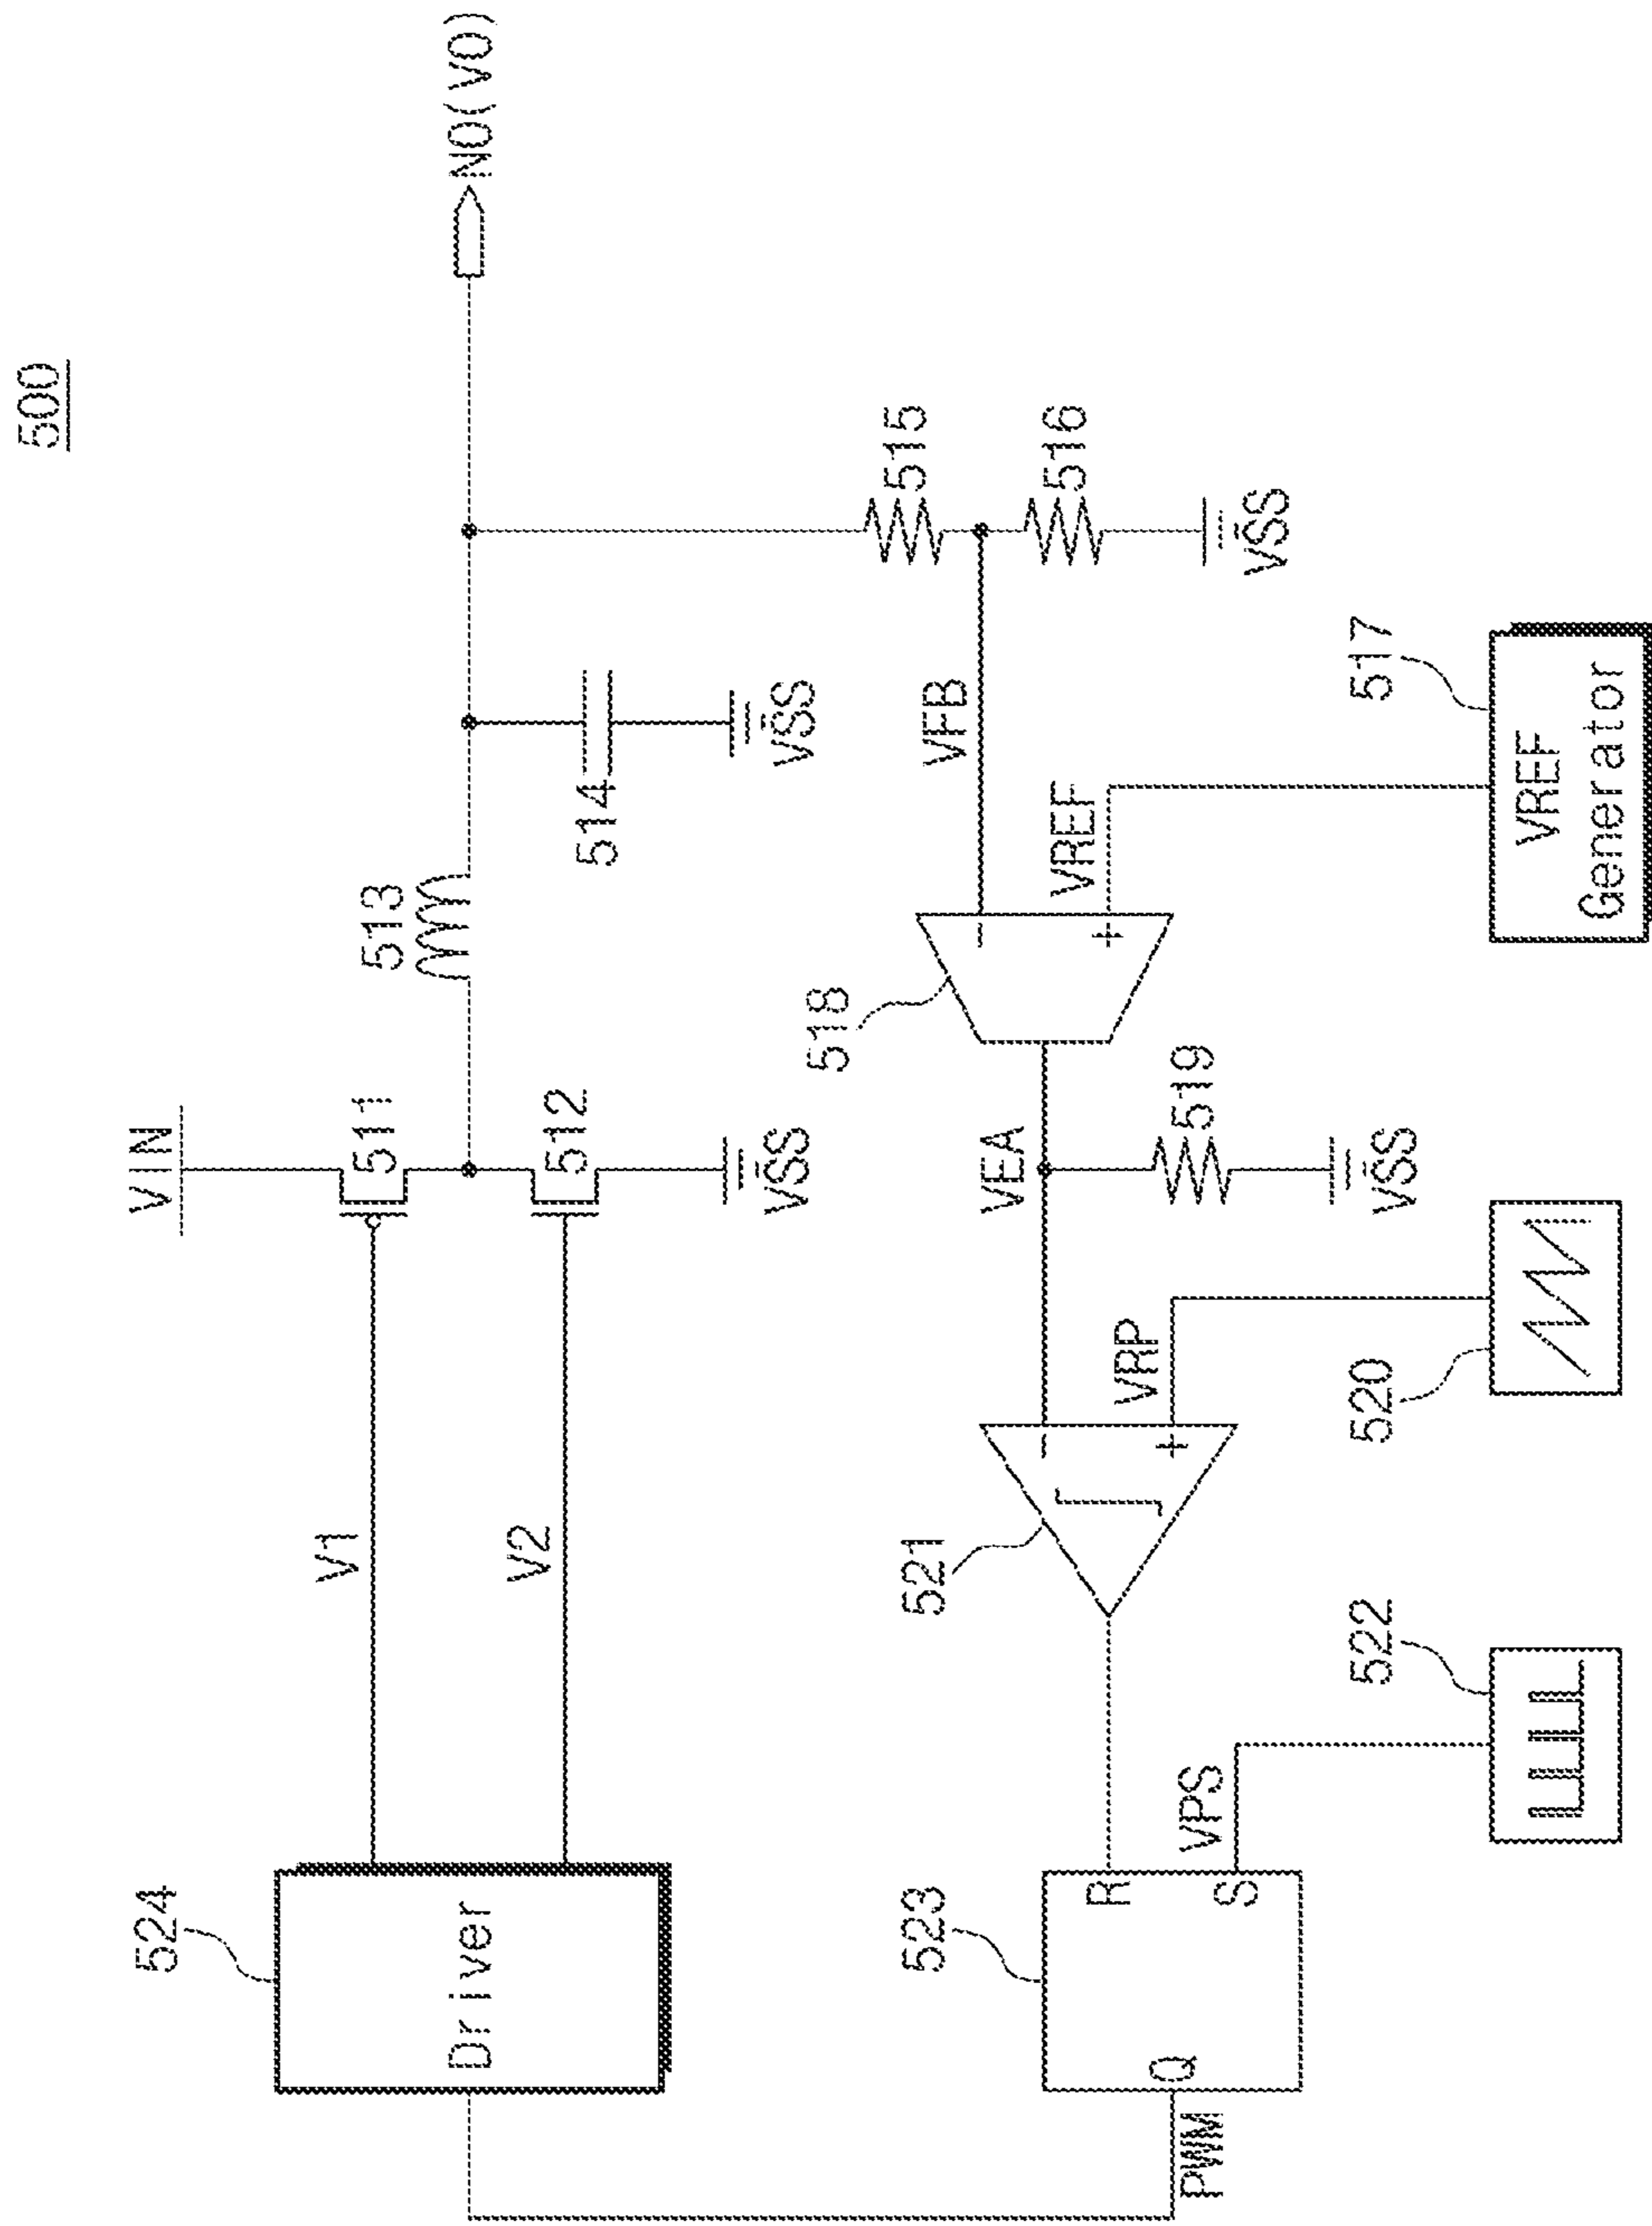 500
VIN
511
513
NO(VO)
524
V1
Driver
V2
512
VSS
514
VSS
515
VFB
516
VSS
518
VREF
VEA
519
VSS
517
VREF
Generator
521
VRP
520
523
R
Q
S
VPS
522
PWM